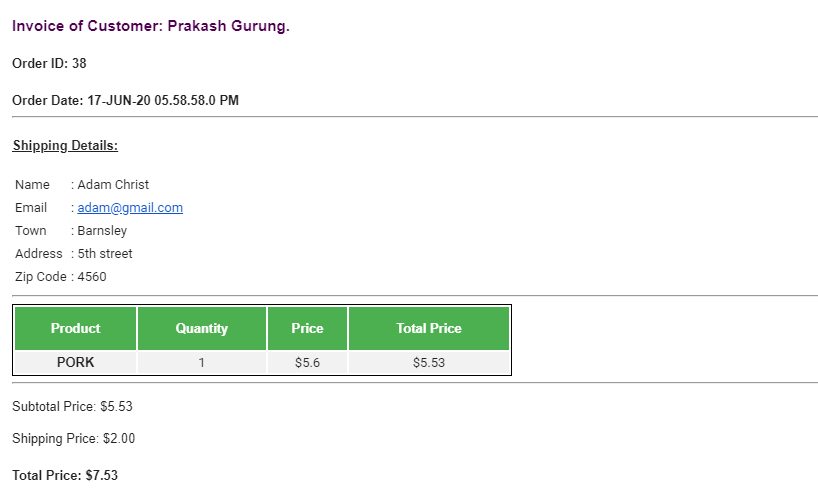 Invoice of Customer: Prakash Gurung.
Order ID: 38
Order Date: 17-JUN-20 05.58.58.0 PM
Shipping Details:
Name : Adam Christ
Email : adam@gmail.com
Town : Barnsley
Address : 5th street
Zip Code : 4560
Product Quantity Price Total Price
PORK 1 $5.6 $5.53
Subtotal Price: $5.53
Shipping Price: $2.00
Total Price: $7.53